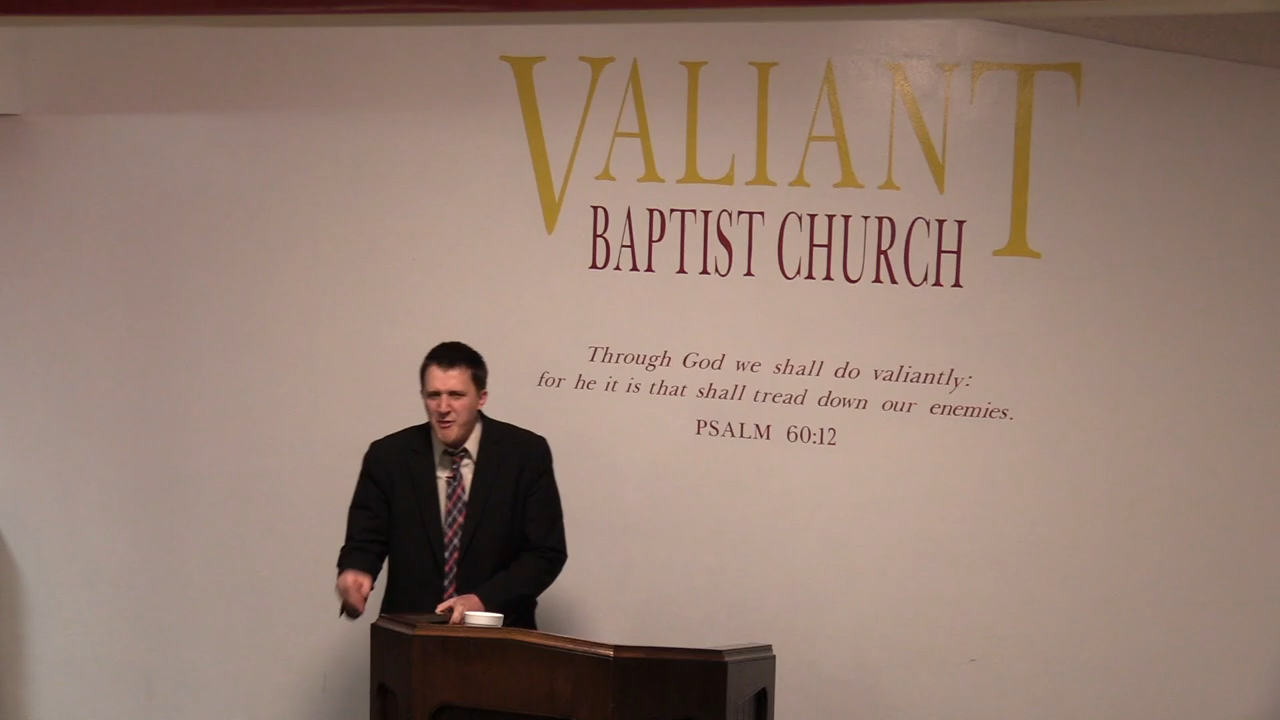 VALIANT
BAPTIST CHURCH
Through God we shall do valiantly:
for he it is that shall tread down our enemies.
PSALM 60:12